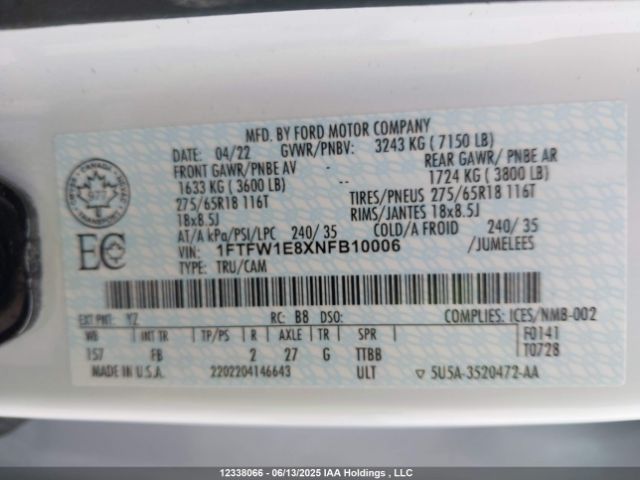 MFD. BY FORD MOTOR COMPANY
DATE: 04/22 GVWR/PNBV: 3243 KG ( 7150 LB)
FRONT GAWR/PNBE AV - REAR GAWR/ PNBE AR
1633 KG ( 3600 LB) -- 1724 KG ( 3800 LB)
275/65R18 116T TIRES/PNEUS 275/65R18 116T
18x8.5J RIMS/JANTES 18x8.5J
AT/A kPa/PSI/LPC 240/ 35 COLD/A FROID 240/ 35
VIN: 1FTFW1E8XNFB10006 /JUMELEES
TYPE: TRU/CAM
EC
EXT PNT: YZ RC: B8 DSO: COMPLIES: ICES/NMB-002
WB INT TR TP/PS R AXLE TR SPR F0141
157 FB 2 27 G TTBB T0728
MADE IN U.S.A. 2202204146643 ULT ▽ 5U5A-3520472-AA
12338066 - 06/13/2025 IAA Holdings , LLC